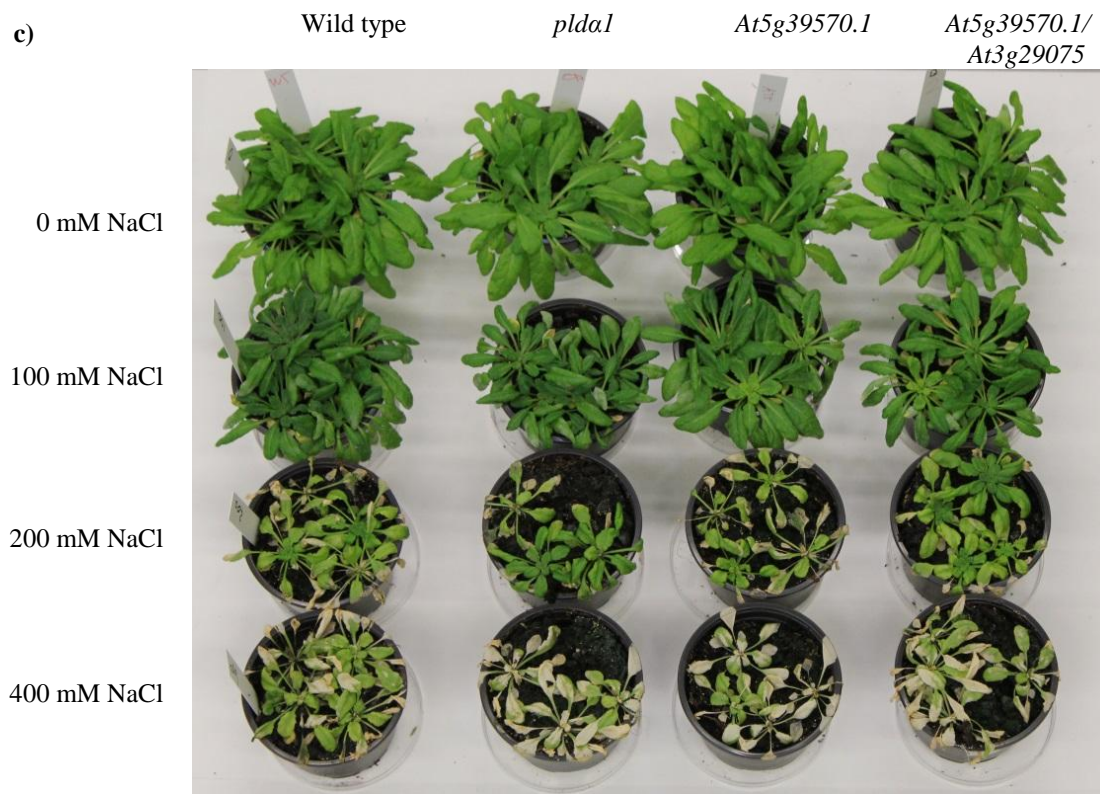 c)
Wild type
pldα1
At5g39570.1
At5g39570.1/
At3g29075
0 mM NaCl
100 mM NaCl
200 mM NaCl
400 mM NaCl